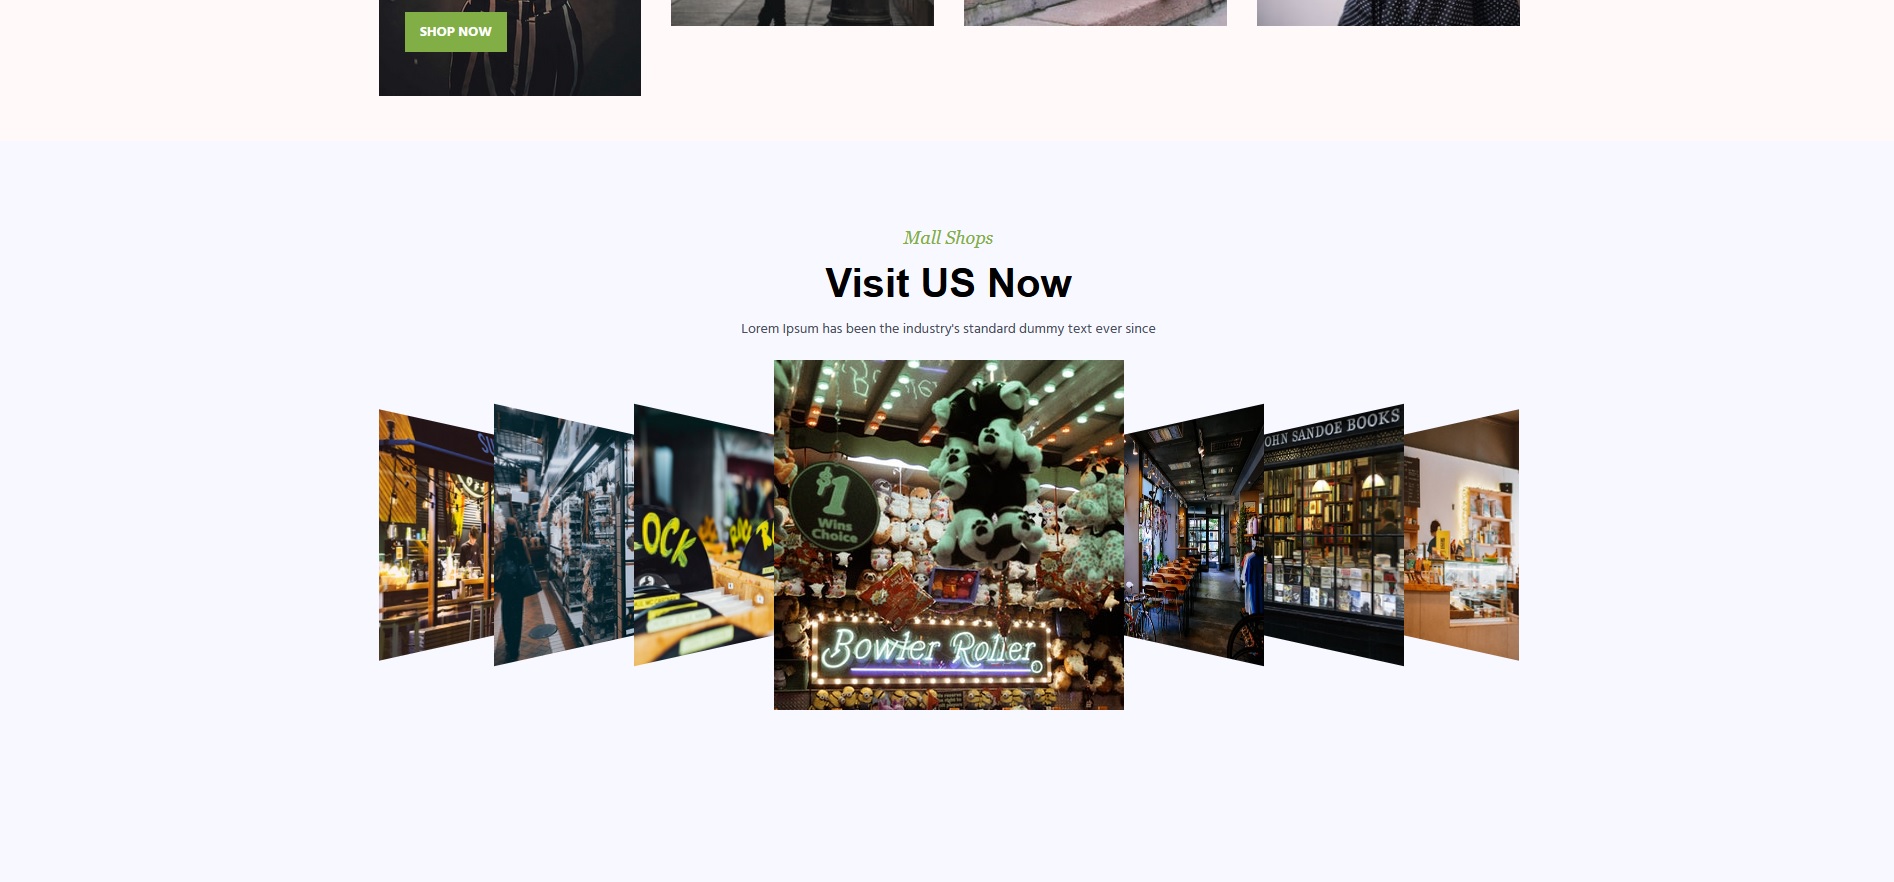 SHOP NOW
Mall Shops
Visit US Now
Lorem Ipsum has been the industry's standard dummy text ever since
$1
Wins
Choice
Bowler Roller
OCK
OHN SANDOE BOOKS